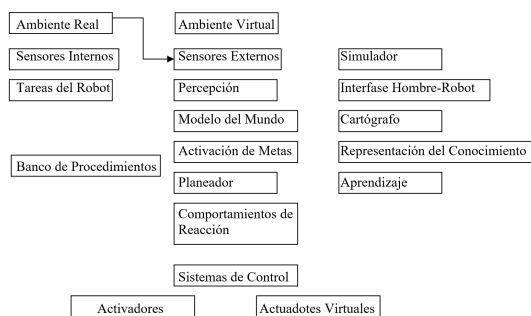 Ambiente Real
Ambiente Virtual
Sensores Internos
Sensores Externos
Simulador
Tareas del Robot
Percepción
Interfase Hombre-Robot
Modelo del Mundo
Cartógrafo
Banco de Procedimientos
Activación de Metas
Representación del Conocimiento
Planeador
Aprendizaje
Comportamientos de
Reacción
Sistemas de Control
Activadores
Actuadotes Virtuales